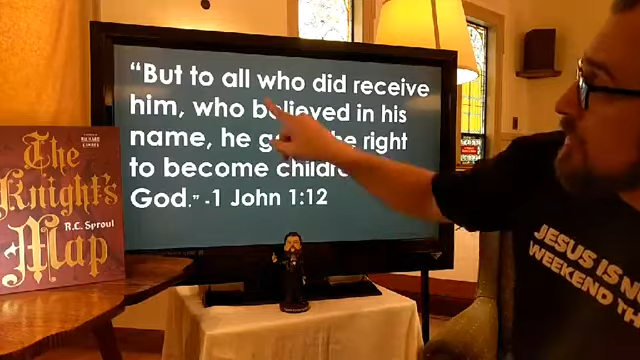 “But to all who did receive
him, who believed in his
name, he the right
to become
God.” -1 John 1:12
The
Knight's
Map
R.C. Sproul
JESUS IS
WEEKEND